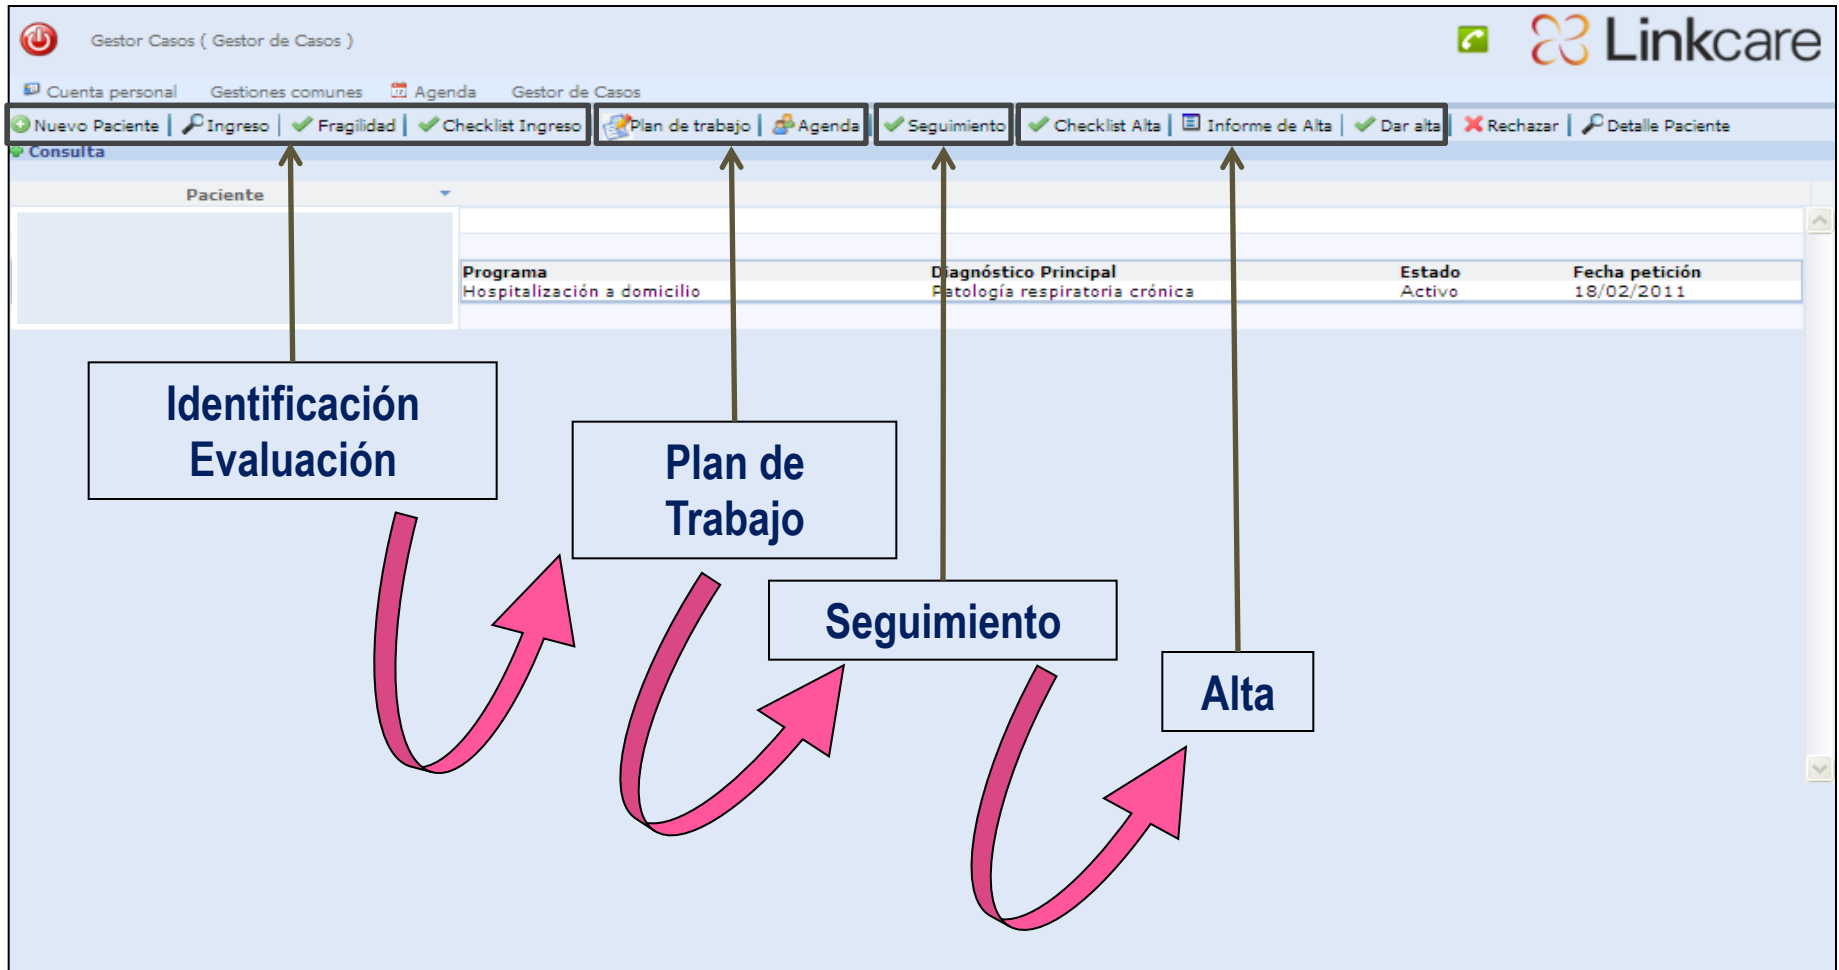 Gestor Casos ( Gestor de Casos )
Linkcare
Cuenta personal Gestiones comunes Agenda Gestor de Casos
Nuevo Paciente | Ingreso | Fragilidad | Checklist Ingreso Plan de trabajo | Agenda Seguimiento Checklist Alta | Informe de Alta | Dar alta | Rechazar | Detalle Paciente
Consulta
Paciente
Programa Diagnóstico Principal Estado Fecha petición
Hospitalización a domicilio Patología respiratoria crónica Activo 18/02/2011
Identificación
Evaluación
Plan de
Trabajo
Seguimiento
Alta